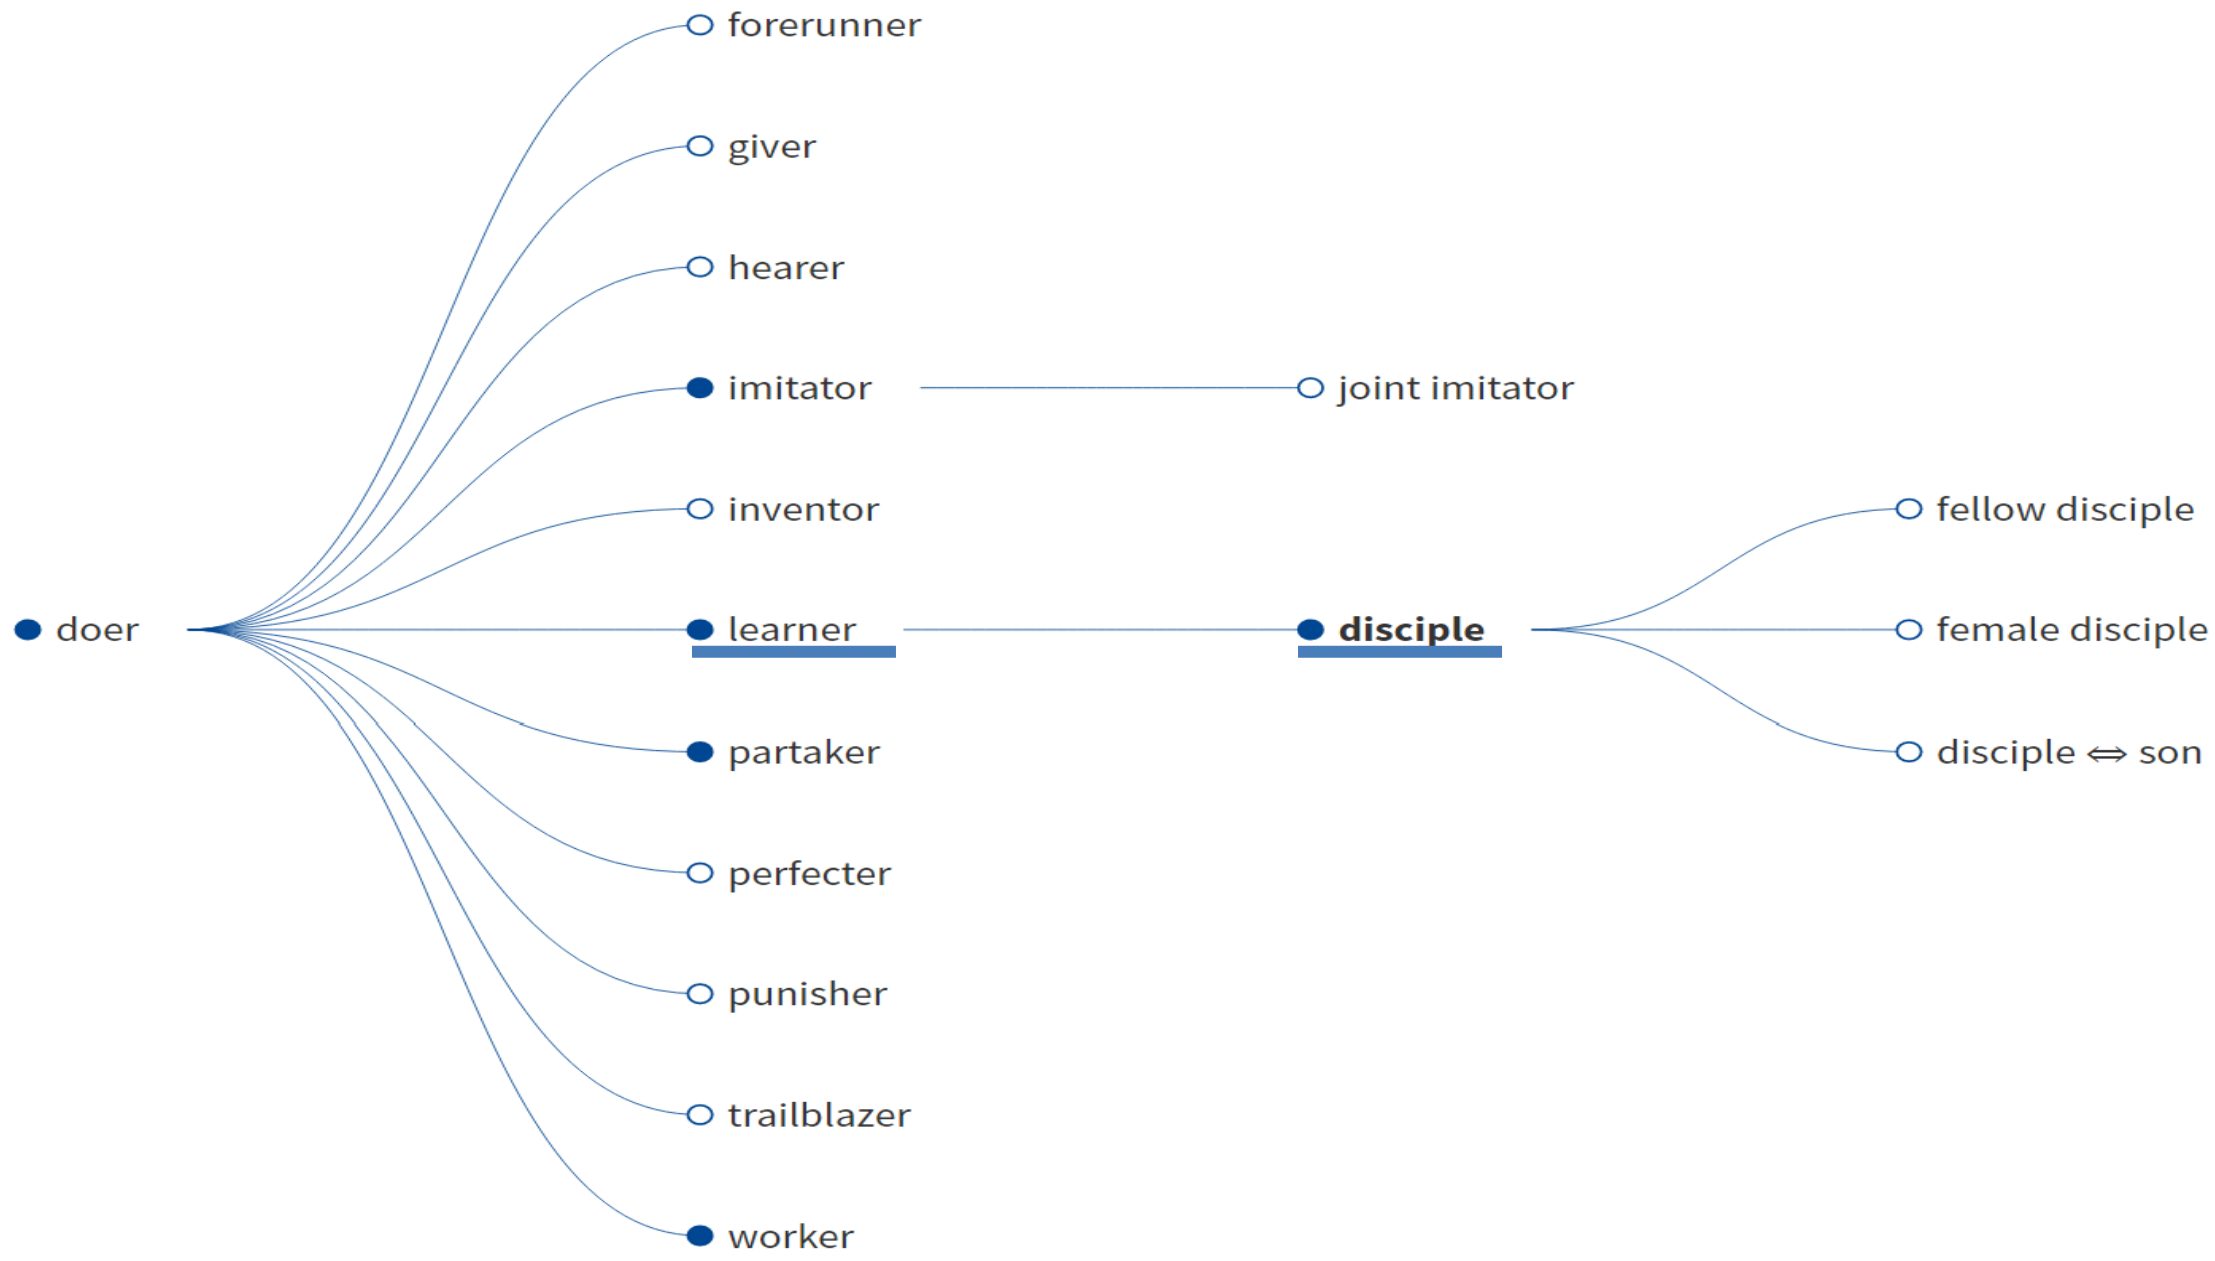 forerunner
giver
hearer
imitator joint imitator
inventor fellow disciple
doer learner disciple female disciple
partaker disciple ⇔ son
perfecter
punisher
trailblazer
worker